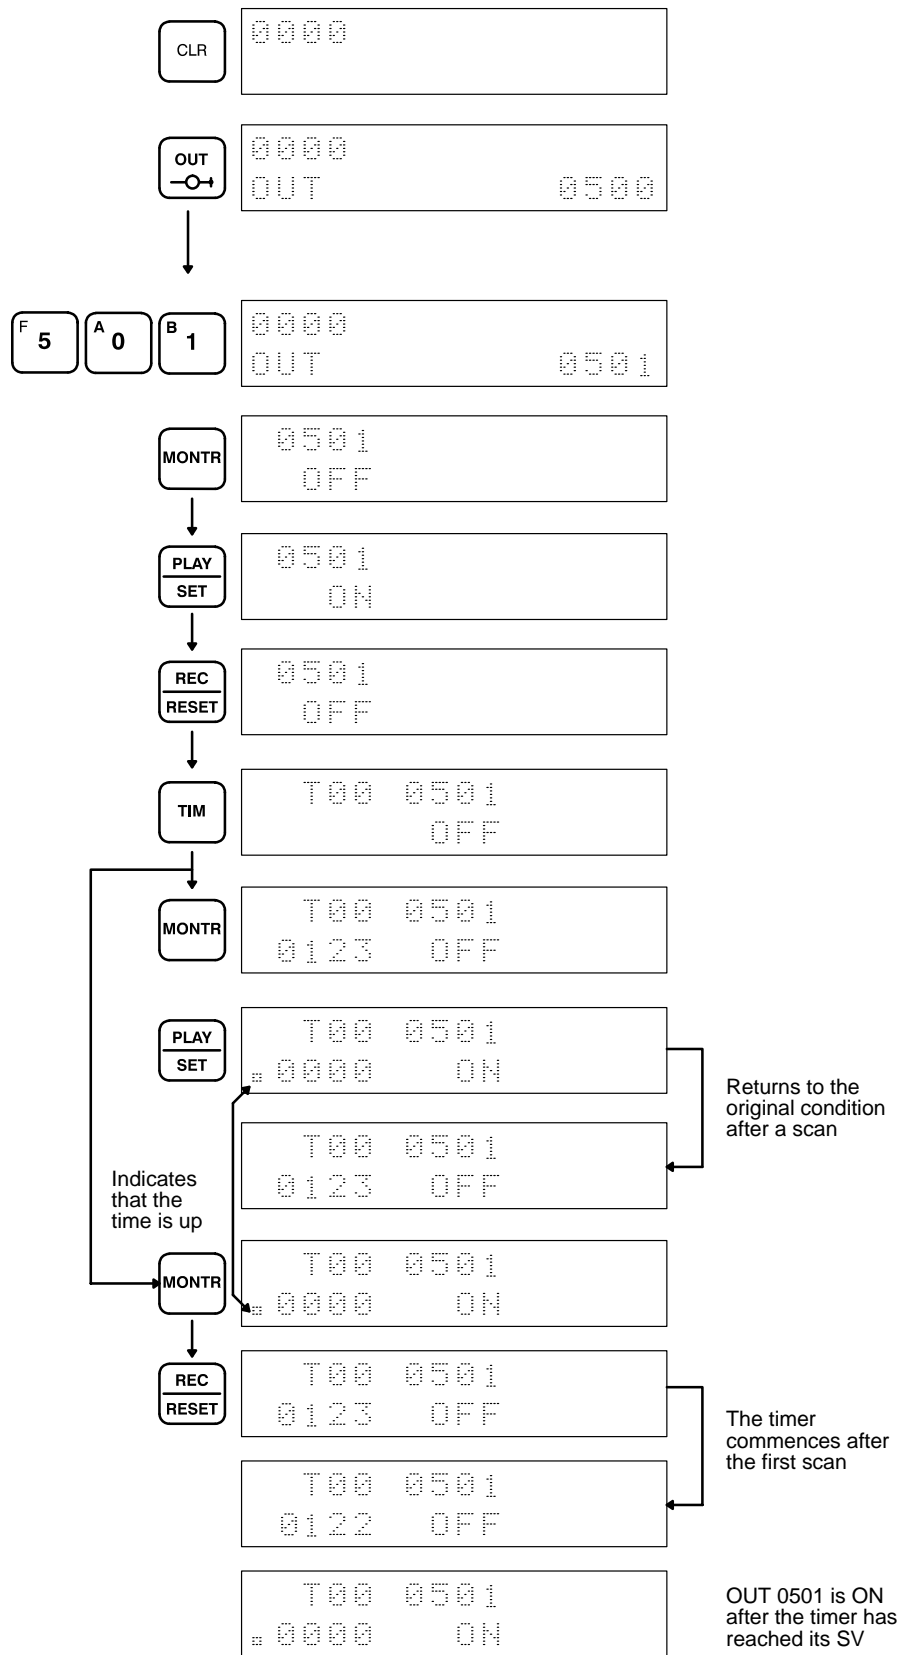 CLR
0000
OUT
0000
OUT 0500
F 5 A 0 B 1
0000
OUT 0501
MONTR
0501
OFF
PLAY
SET
0501
ON
REC
RESET
0501
OFF
TIM
T00 0501
OFF
MONTR
T00 0501
0123 OFF
PLAY
SET
T00 0501
.0000 ON
Returns to the
original condition
after a scan
T00 0501
0123 OFF
Indicates
that the
time is up
MONTR
T00 0501
.0000 ON
REC
RESET
T00 0501
0123 OFF
The timer
commences after
the first scan
T00 0501
0122 OFF
T00 0501
.0000 ON
OUT 0501 is ON
after the timer has
reached its SV